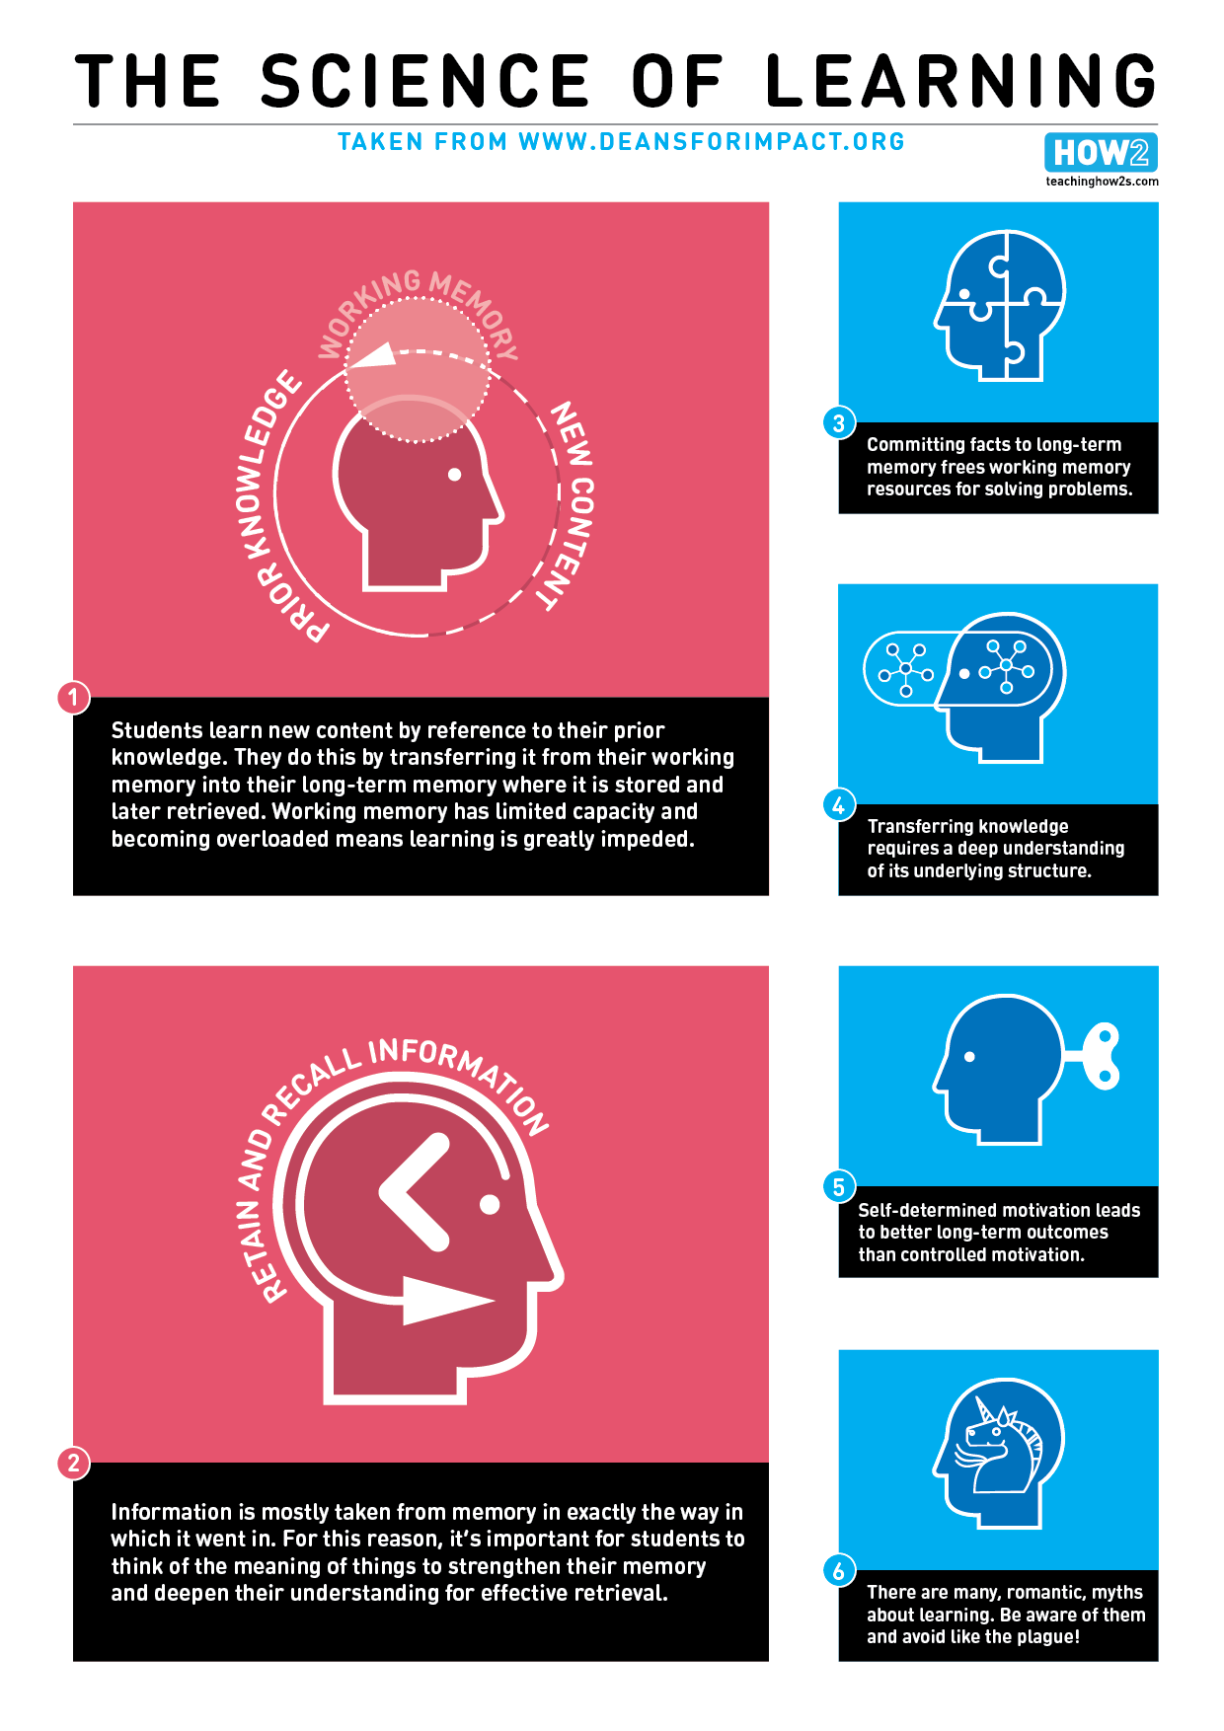 THE SCIENCE OF LEARNING
TAKEN FROM WWW.DEANSFORIMPACT.ORG
HOW2
teachinghow2s.com
WORKING MEMORY
PRIOR KNOWLEDGE
NEW CONTENT
1
Students learn new content by reference to their prior
knowledge. They do this by transferring it from their working
memory into their long-term memory where it is stored and
later retrieved. Working memory has limited capacity and
becoming overloaded means learning is greatly impeded.
RETAIN AND RECALL INFORMATION
2
Information is mostly taken from memory in exactly the way in
which it went in. For this reason, it's important for students to
think of the meaning of things to strengthen their memory
and deepen their understanding for effective retrieval.
3
Committing facts to long-term
memory frees working memory
resources for solving problems.
4
Transferring knowledge
requires a deep understanding
of its underlying structure.
5
Self-determined motivation leads
to better long-term outcomes
than controlled motivation.
6
There are many, romantic, myths
about learning. Be aware of them
and avoid like the plague!